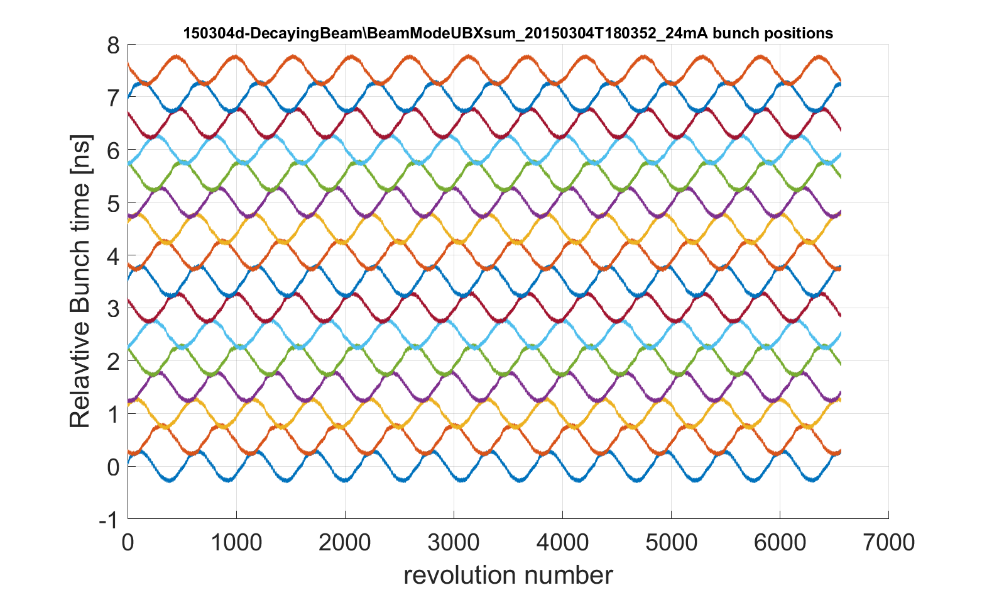 150304d-DecayingBeam\BeamModeUBXsum_20150304T180352_24mA bunch positions
8
7
6
5
4
3
2
1
0
-1
Relavtive Bunch time [ns]
0 1000 2000 3000 4000 5000 6000 7000
revolution number